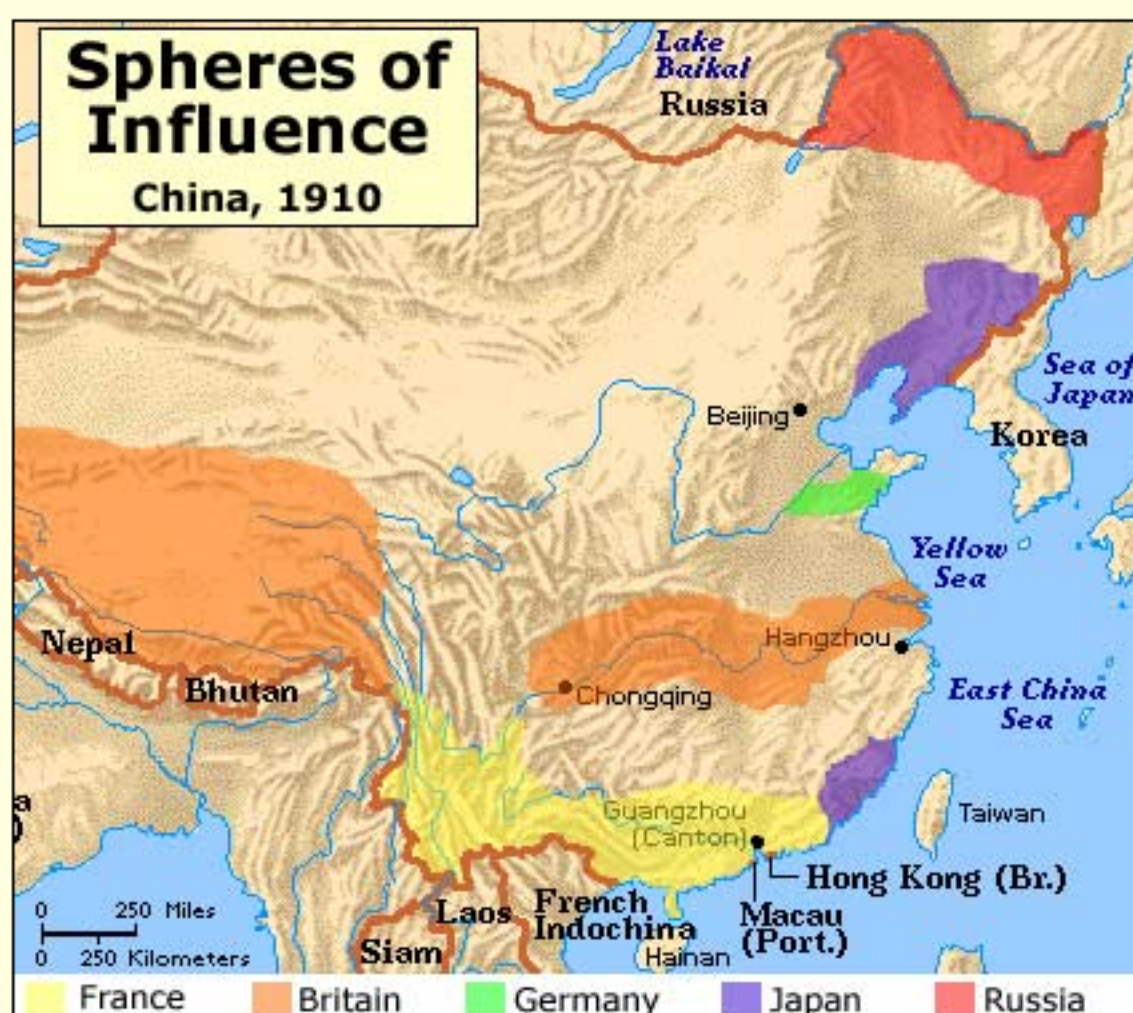 Spheres of
Influence
China, 1910
Lake
Baikal
Russia
Sea of
Japan
Beijing
Korea
Yellow
Sea
Nepal
Hangzhou
Bhutan
Chongqing
East China
Sea
a
Guangzhou
(Canton)
Taiwan
Hong Kong (Br.)
0 250 Miles
0 250 Kilometers
Laos
French
Indochina
Macau
(Port.)
Siam
Hainan
France Britain Germany Japan Russia